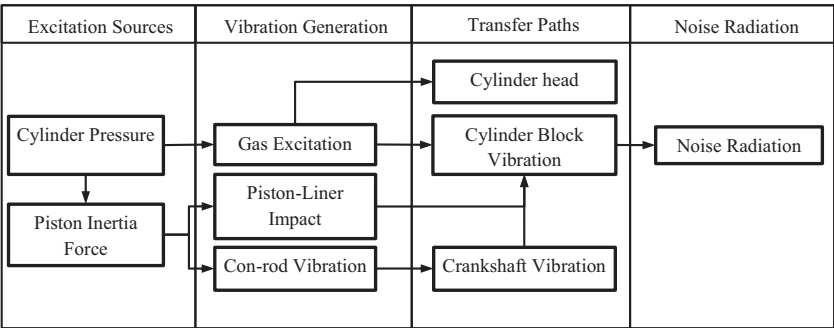 Excitation Sources
Vibration Generation
Transfer Paths
Noise Radiation
Cylinder head
Cylinder Pressure
Gas Excitation
Cylinder Block
Vibration
Noise Radiation
Piston Inertia
Force
Piston-Liner
Impact
Con-rod Vibration
Crankshaft Vibration